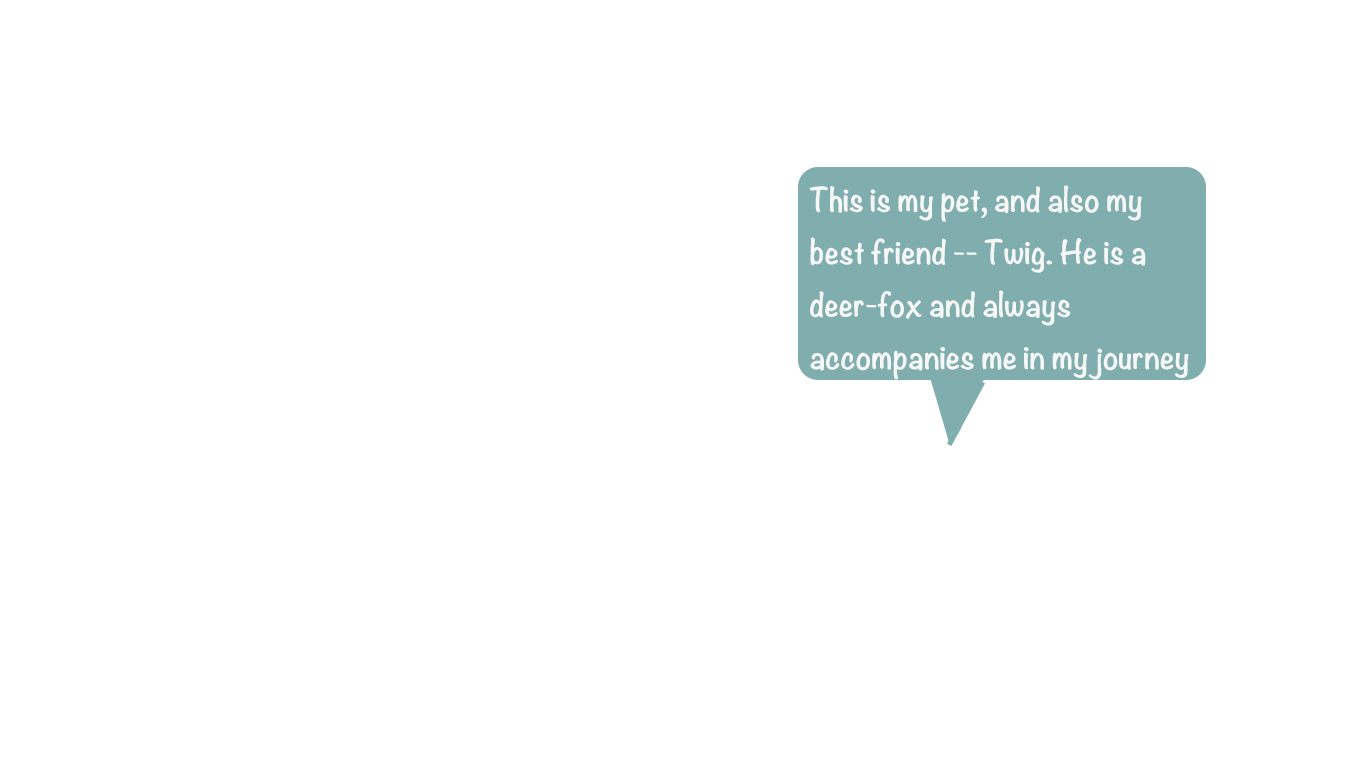 This is my pet, and also my
best friend -- Twig. He is a
deer-fox and always
accompanies me in my journey